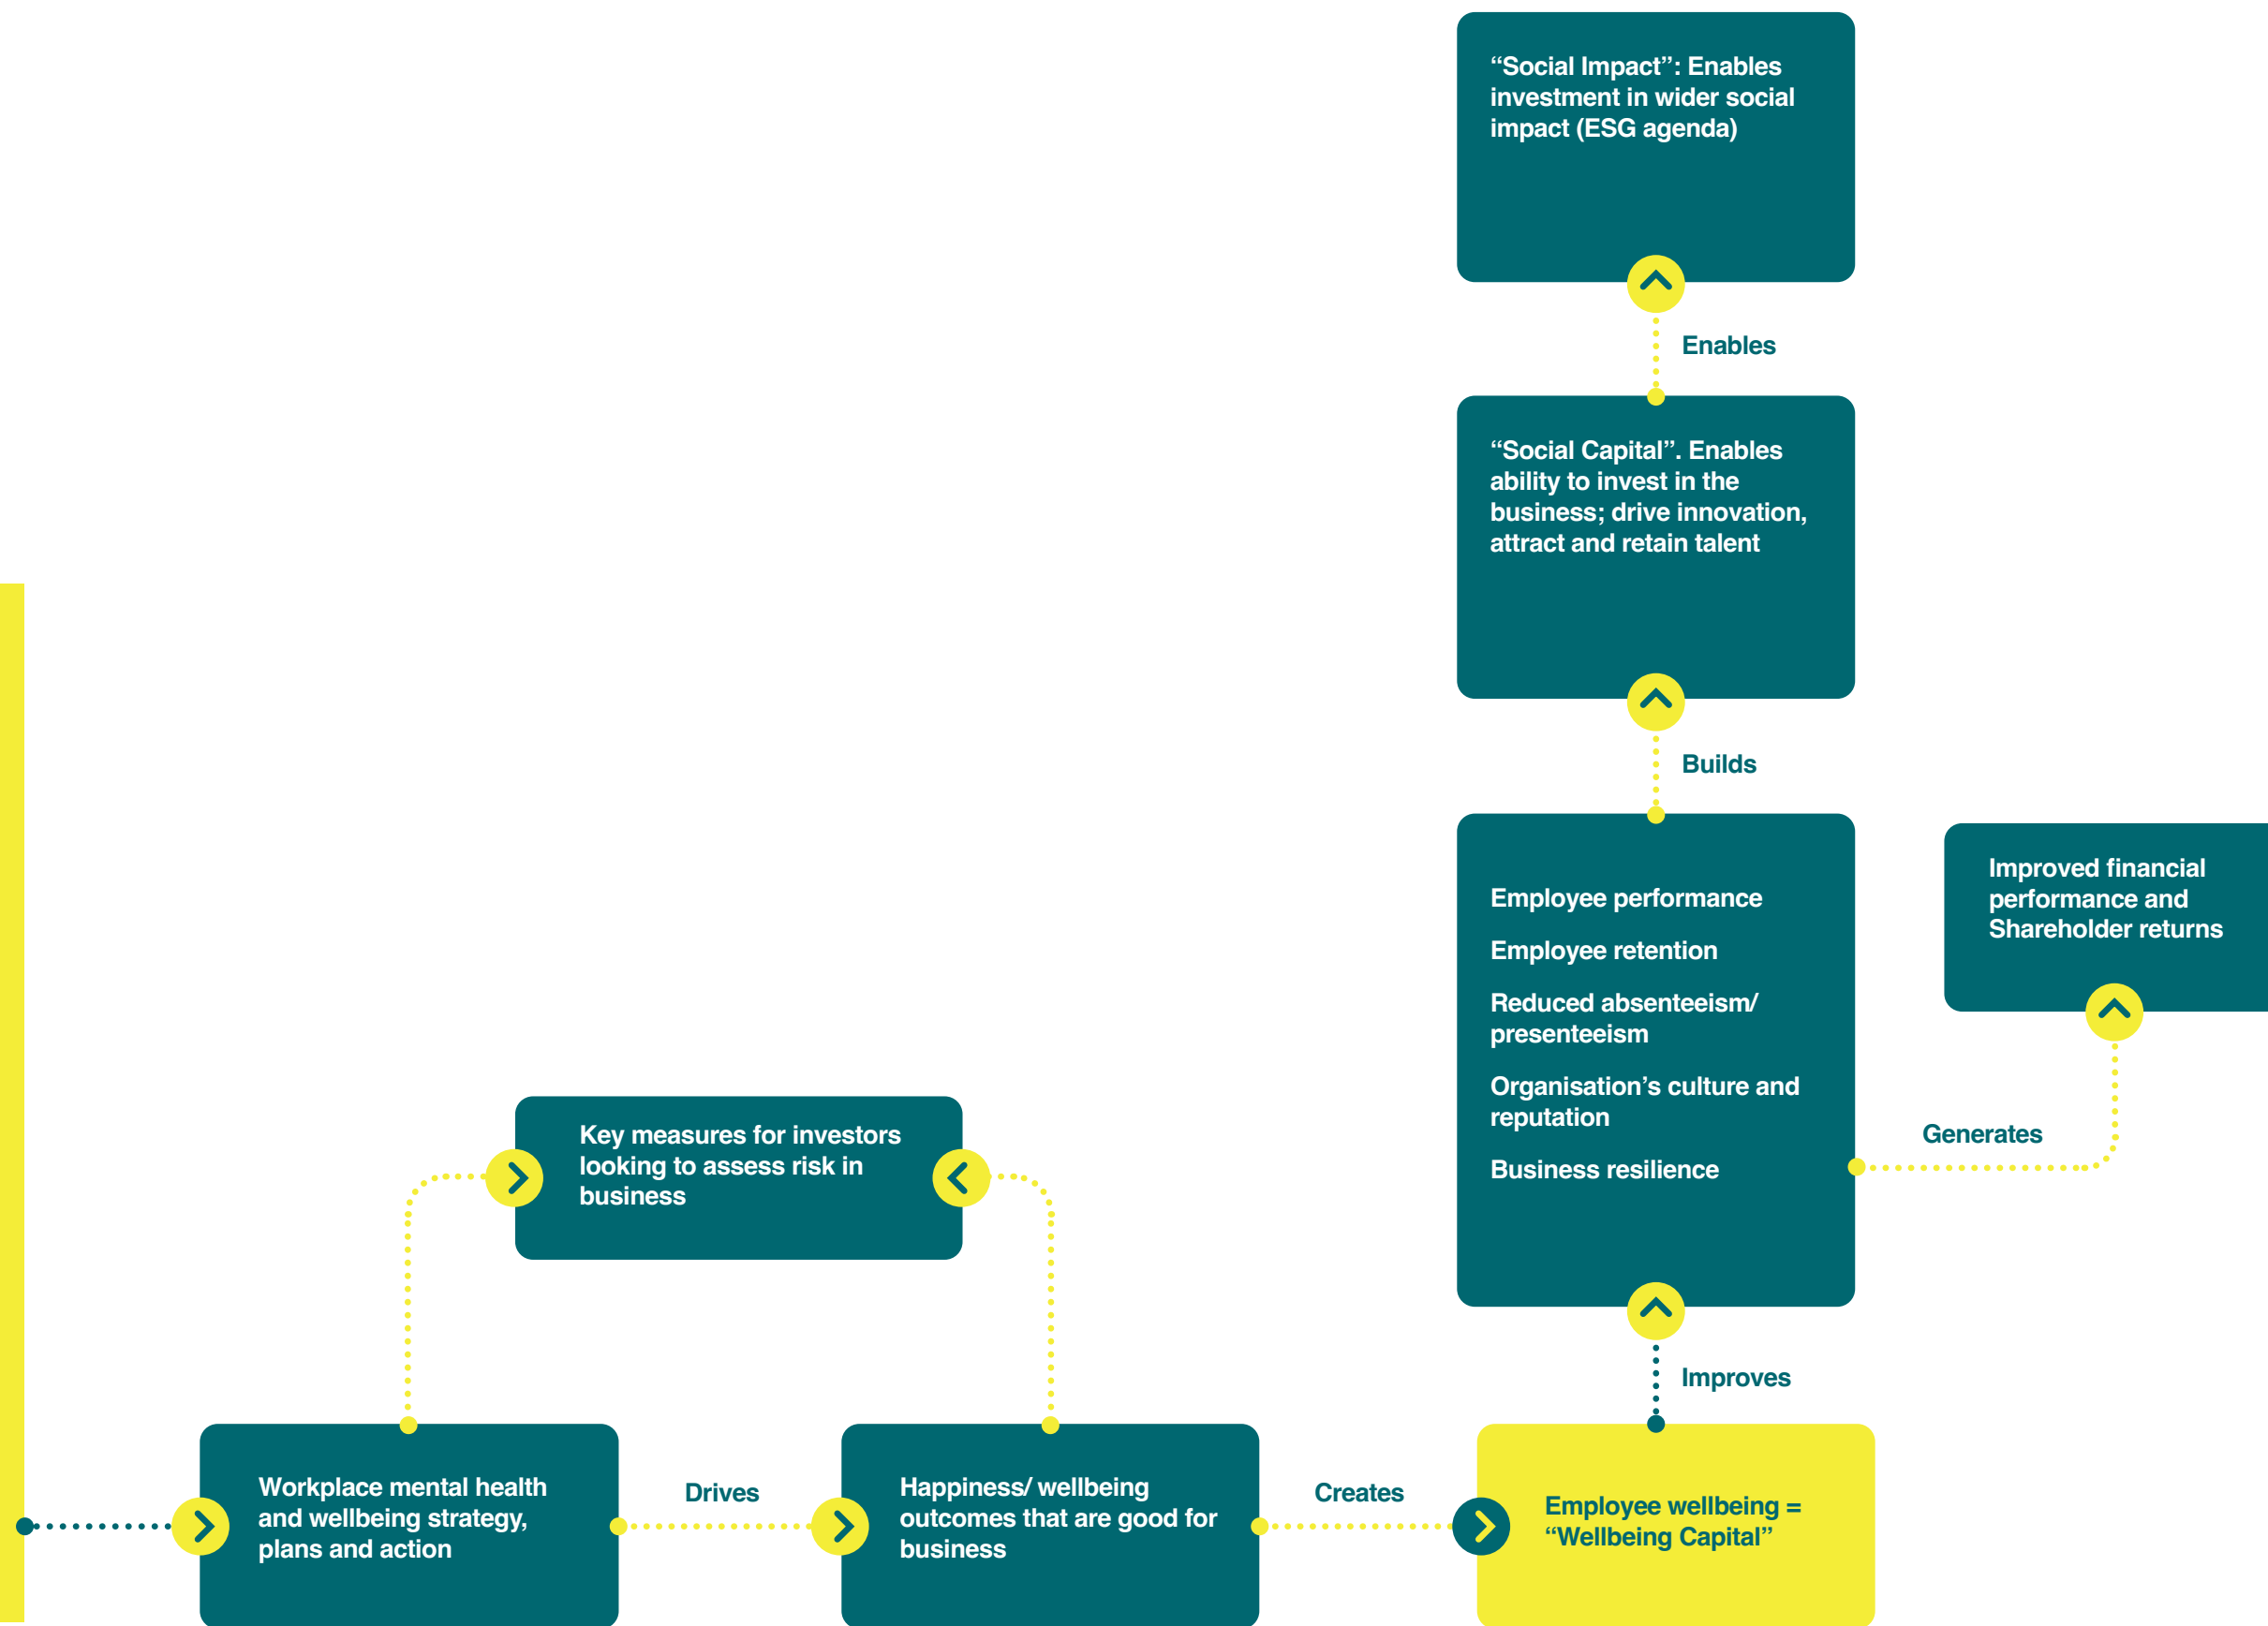 “Social Impact”: Enables
investment in wider social
impact (ESG agenda)
Enables
“Social Capital”. Enables
ability to invest in the
business; drive innovation,
attract and retain talent
Builds
Employee performance
Employee retention
Reduced absenteeism/
presenteeism
Organisation’s culture and
reputation
Business resilience
Improved financial
performance and
Shareholder returns
Generates
Key measures for investors
looking to assess risk in
business
Improves
Workplace mental health
and wellbeing strategy,
plans and action
Drives
Happiness/ wellbeing
outcomes that are good for
business
Creates
Employee wellbeing =
“Wellbeing Capital”